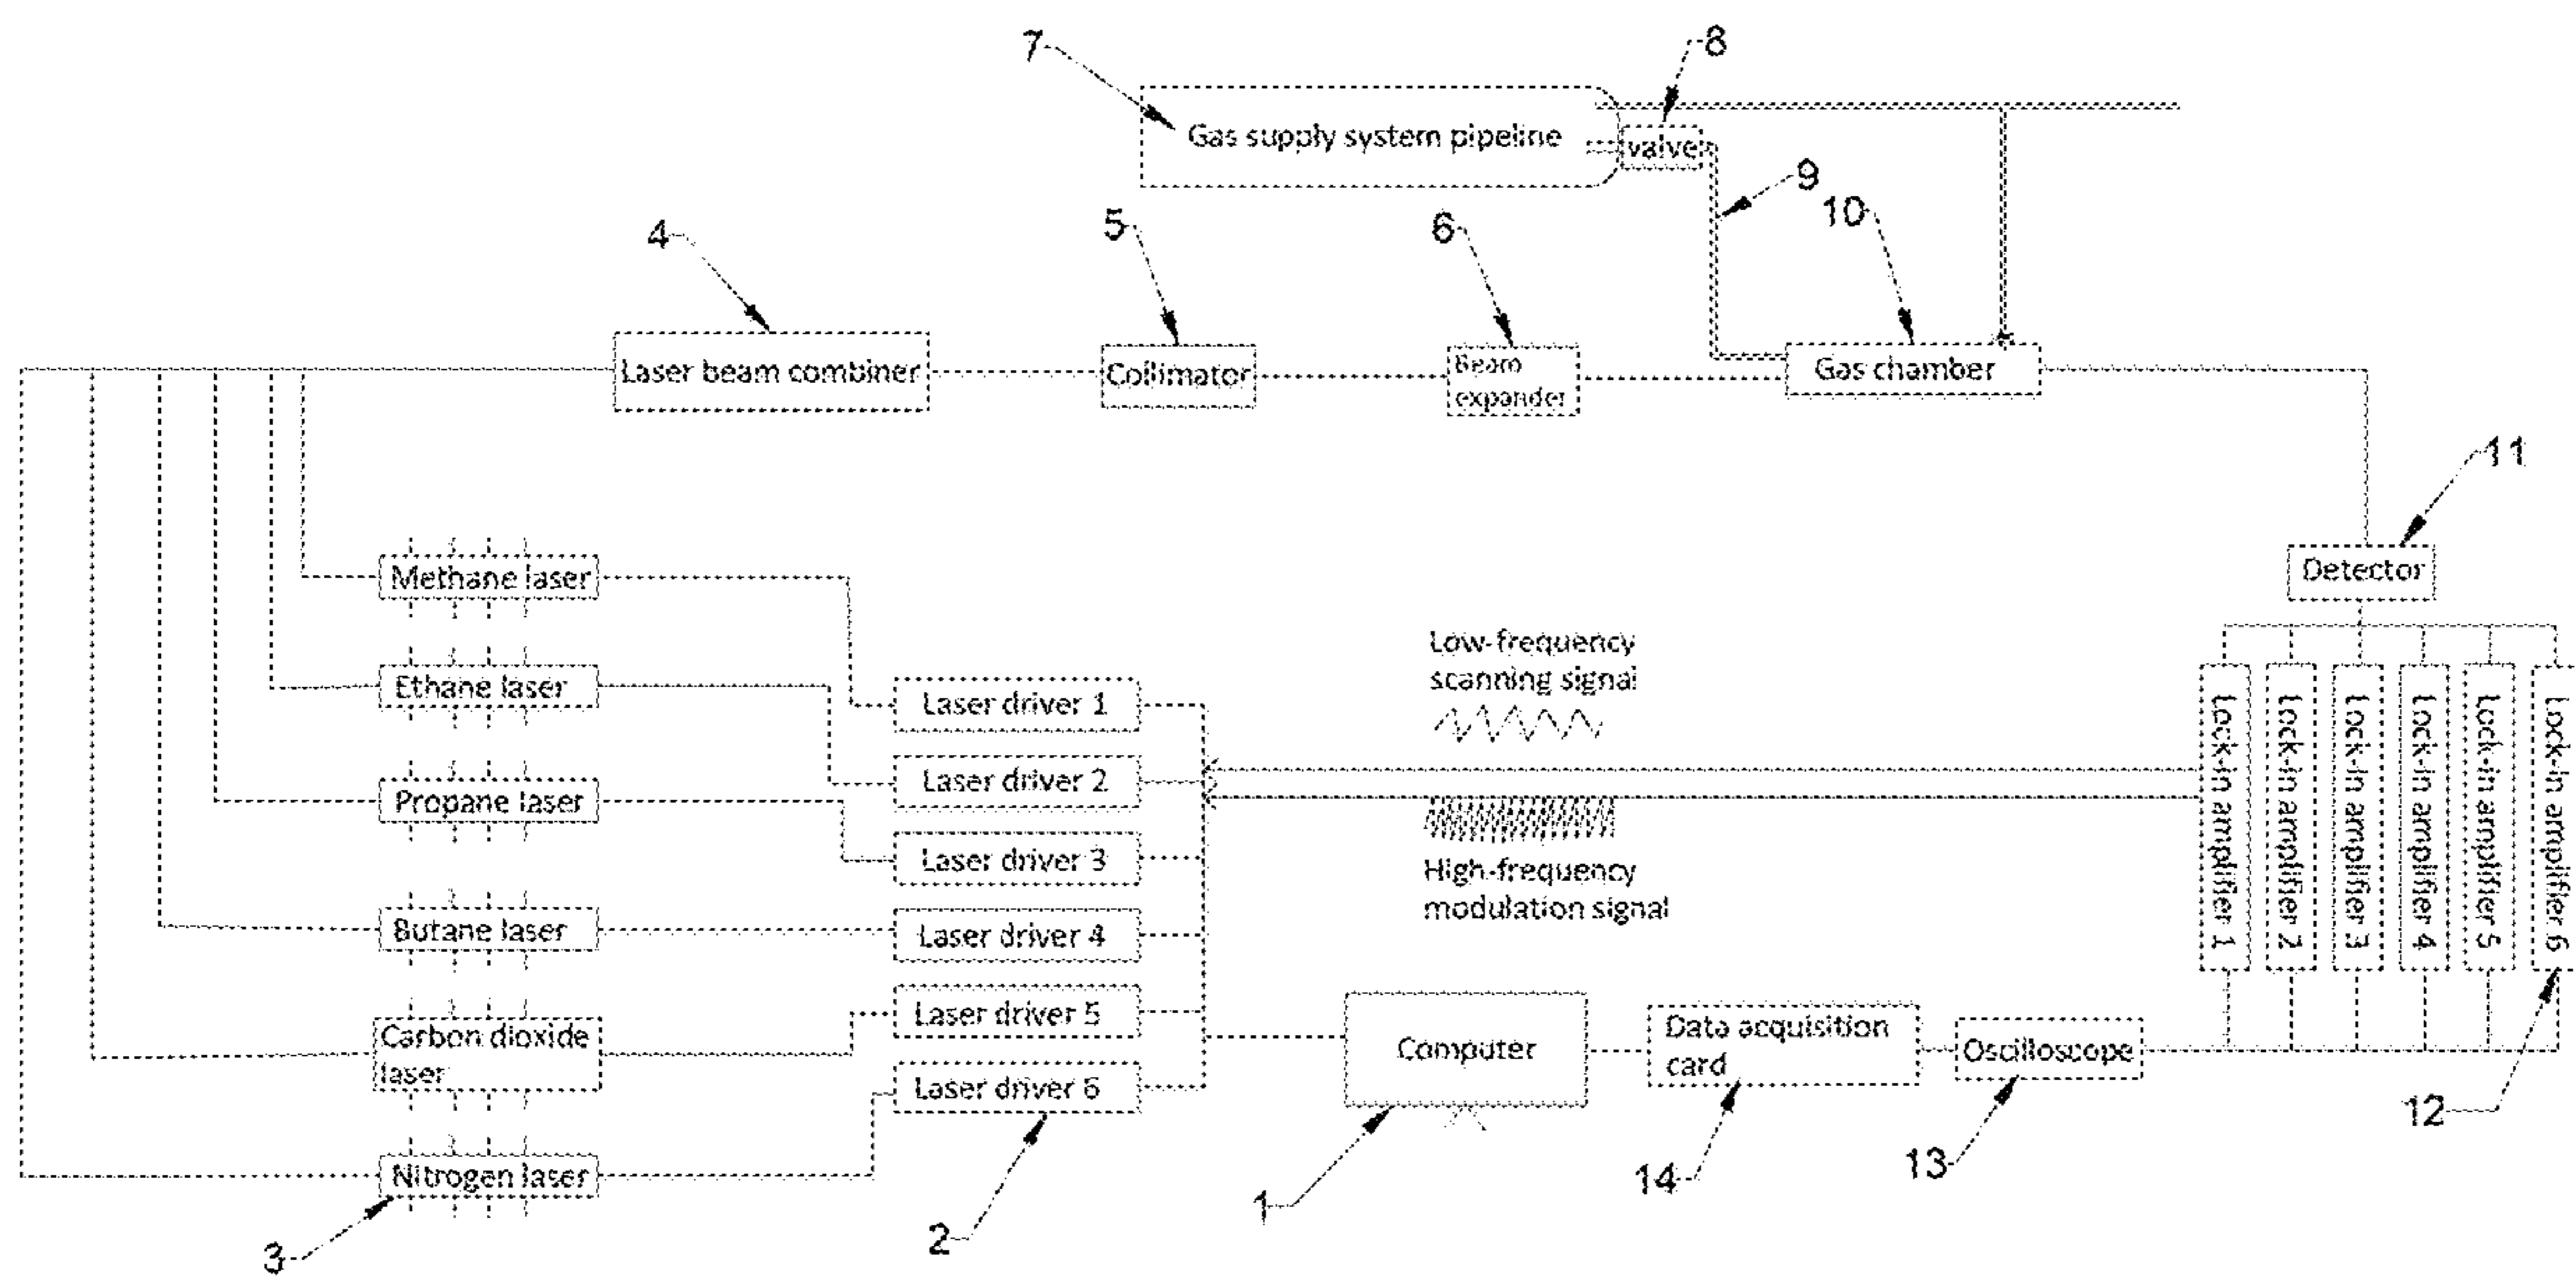 7
8
Gas supply system pipeline
valve
9
10
4
5
6
Laser beam combiner
Collimator
Beam
expander
Gas chamber
11
Detector
Methane laser
Ethane laser
Propane laser
Butane laser
Carbon dioxide
laser
Nitrogen laser
3
Laser driver 1
Laser driver 2
Laser driver 3
Laser driver 4
Laser driver 5
Laser driver 6
2
Low-frequency
scanning signal
High-frequency
modulation signal
Lock-in amplifier 1
Lock-in amplifier 2
Lock-in amplifier 3
Lock-in amplifier 4
Lock-in amplifier 5
Lock-in amplifier 6
12
Computer
Data acquisition
card
Oscilloscope
1
14
13